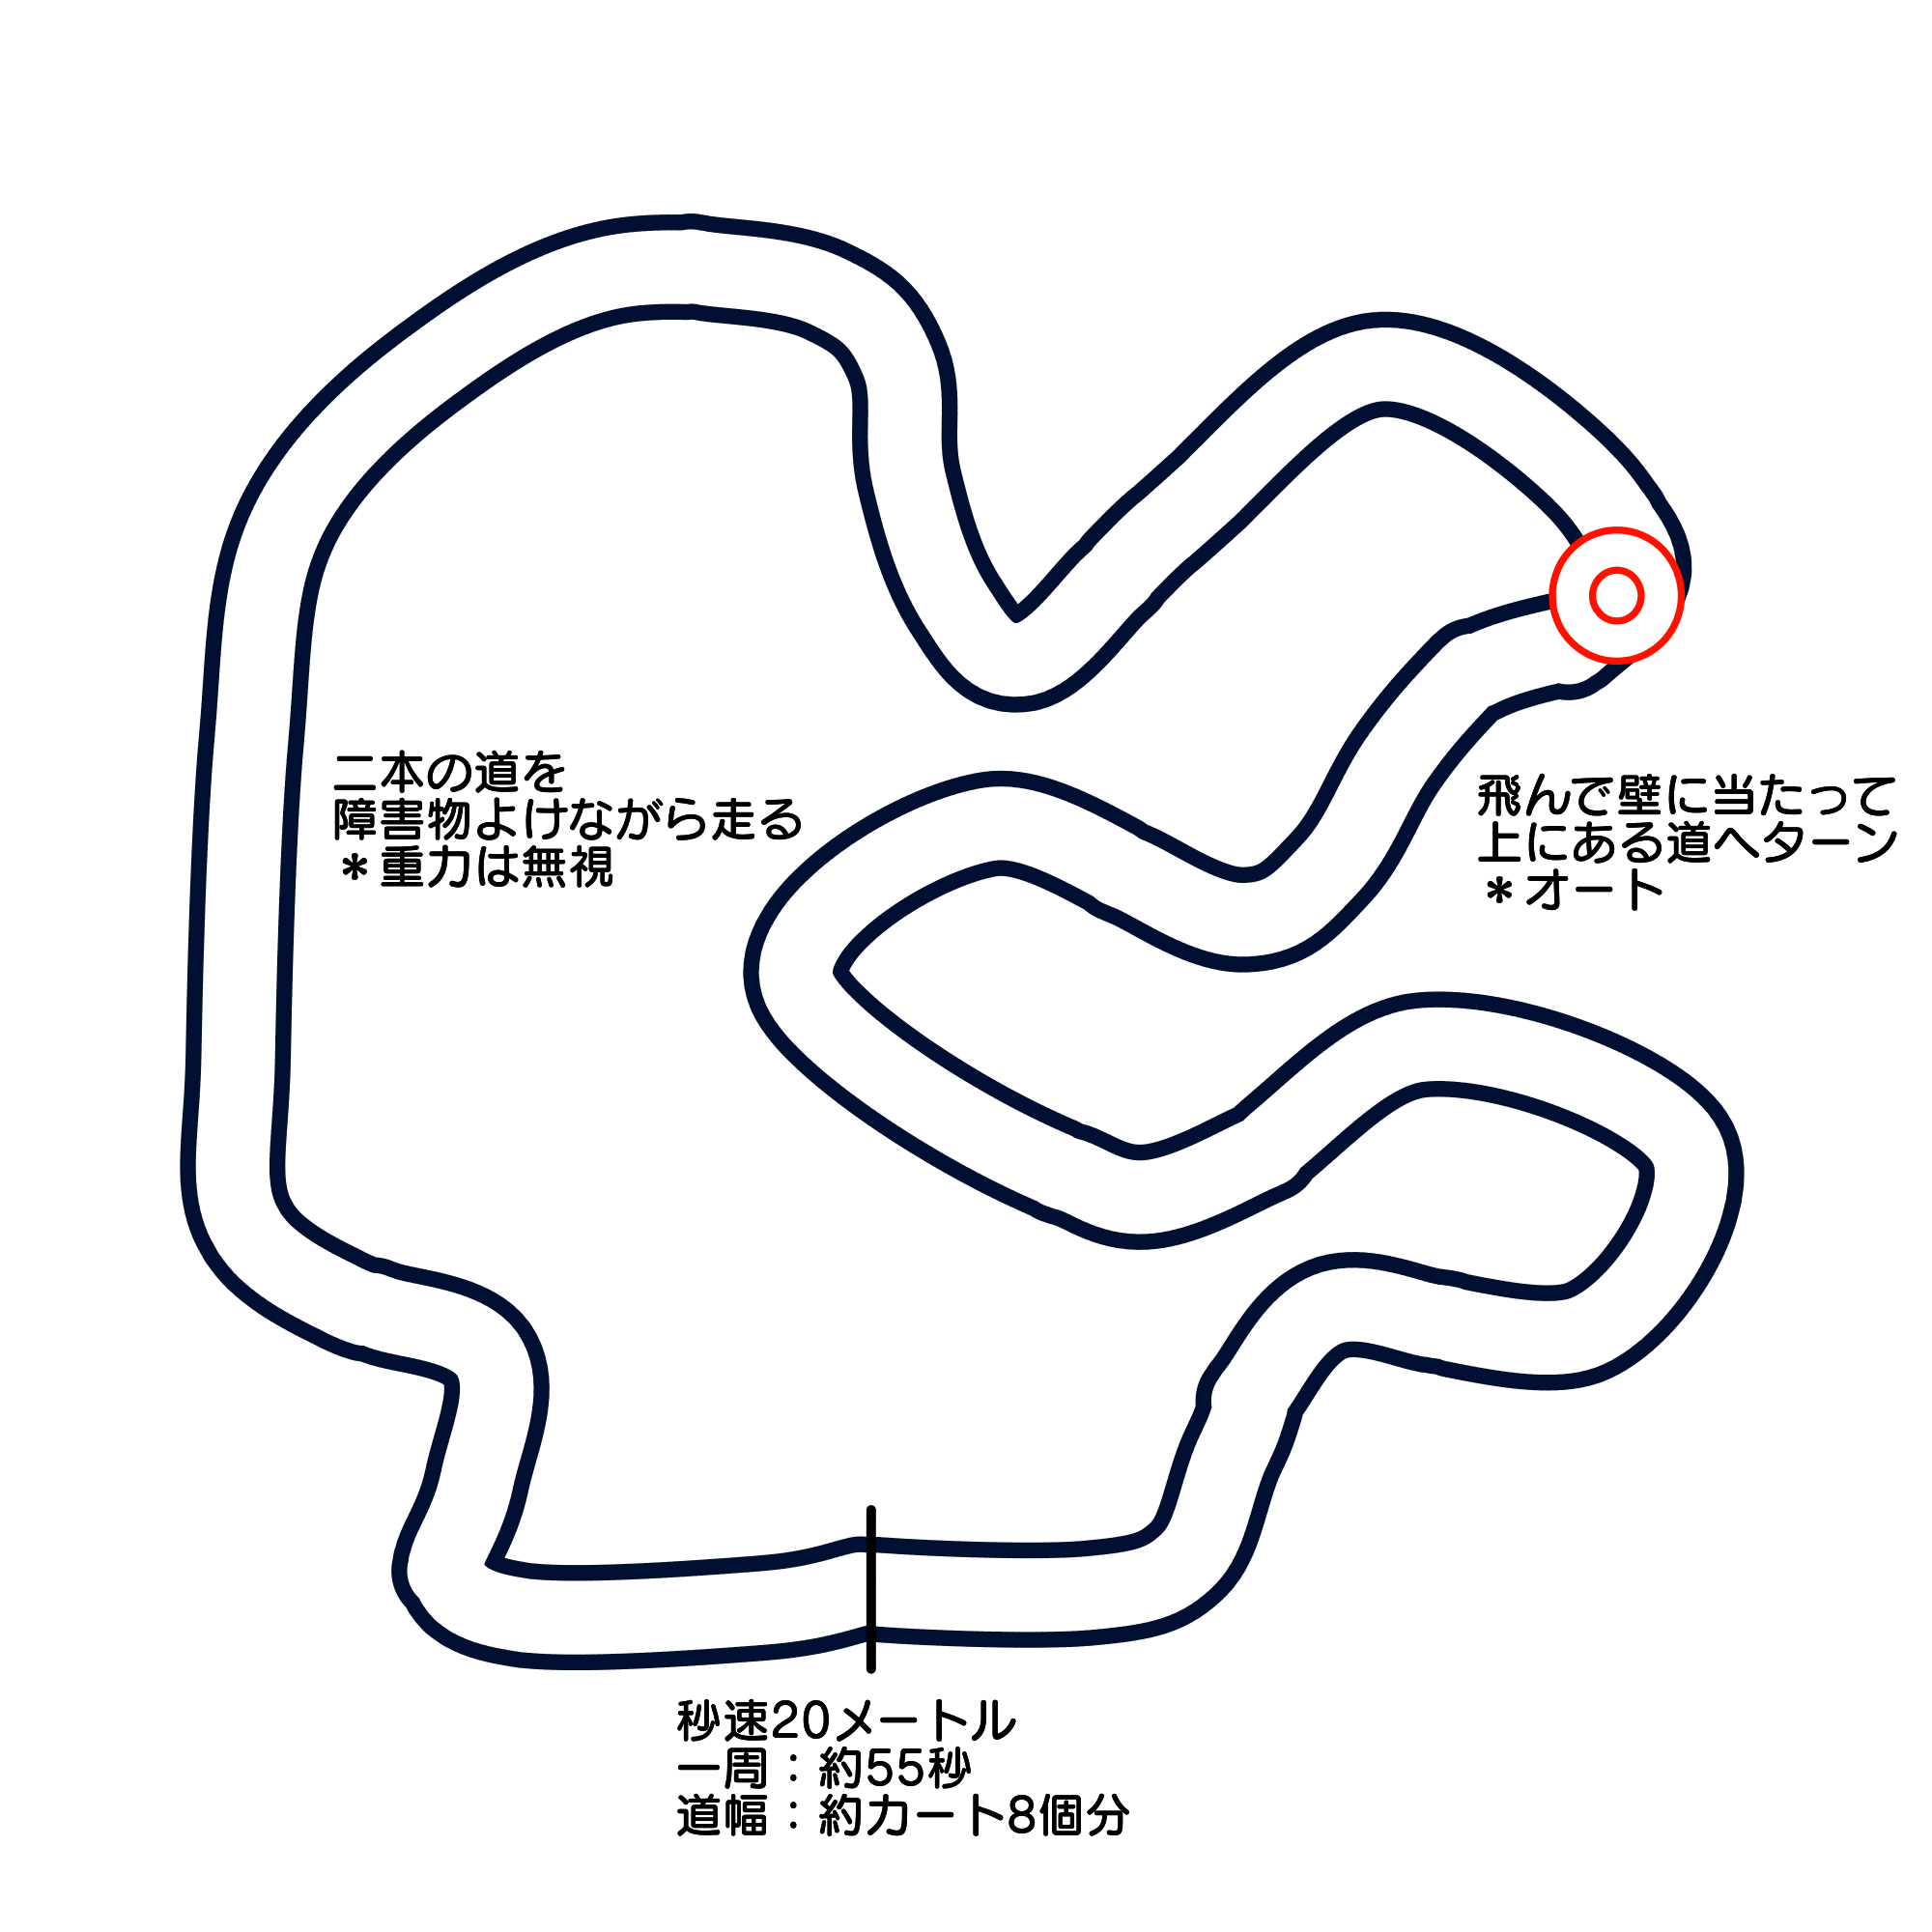 二本の道を
障害物よけながら走る
*重力は無視
飛んで壁に当たって
上にある道へターン
*オート
秒速20メートル
一周：約55秒
道幅：約カート8個分